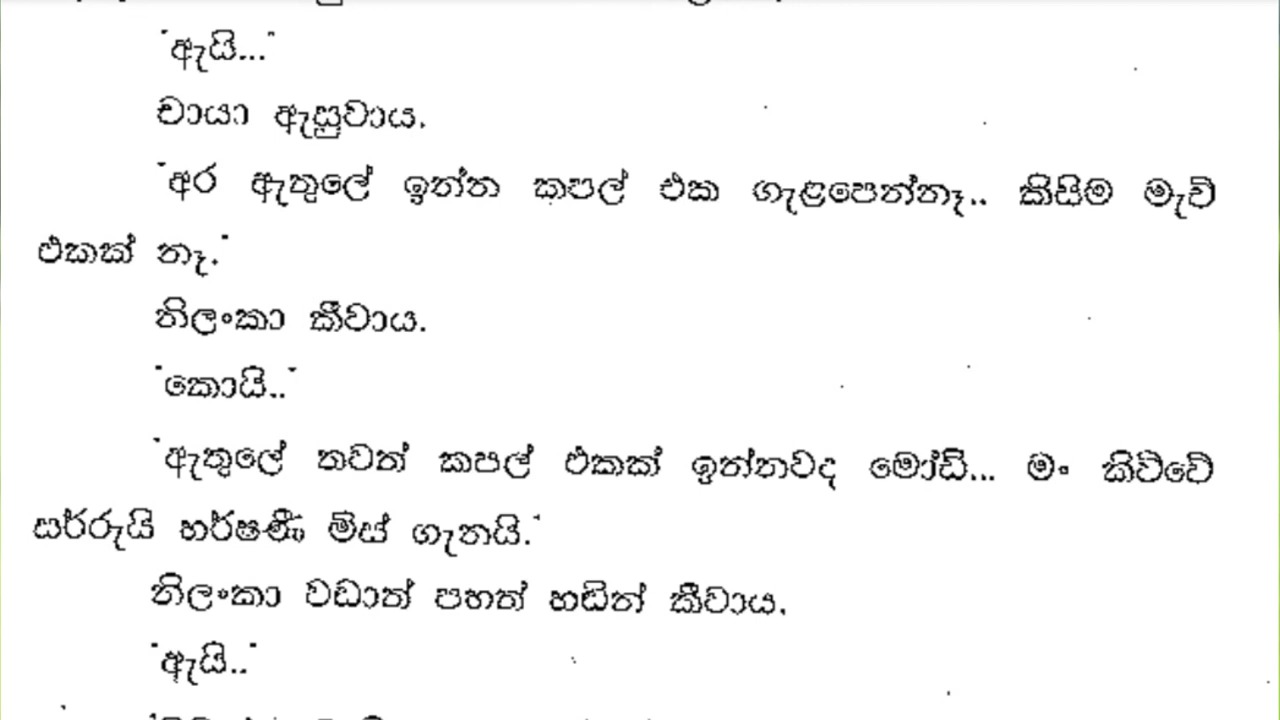 "ඇයි..."
චායා ඇසුවාය.
"අර ඇතුලේ ඉන්න කපල් එක ගැළපෙන්නෑ.. කිසිම මැච්
එකක් නෑ."
නිලංකා කීවාය.
"කොයි.."
"ඇතුලේ තවත් කපල් එකක් ඉන්නවද මෝඩි... මං කිව්වේ
සර්රුයි හර්ෂණී මිස් ගැනයි."
නිලංකා වඩාත් පහත් හඬින් කීවාය.
"ඇයි.."